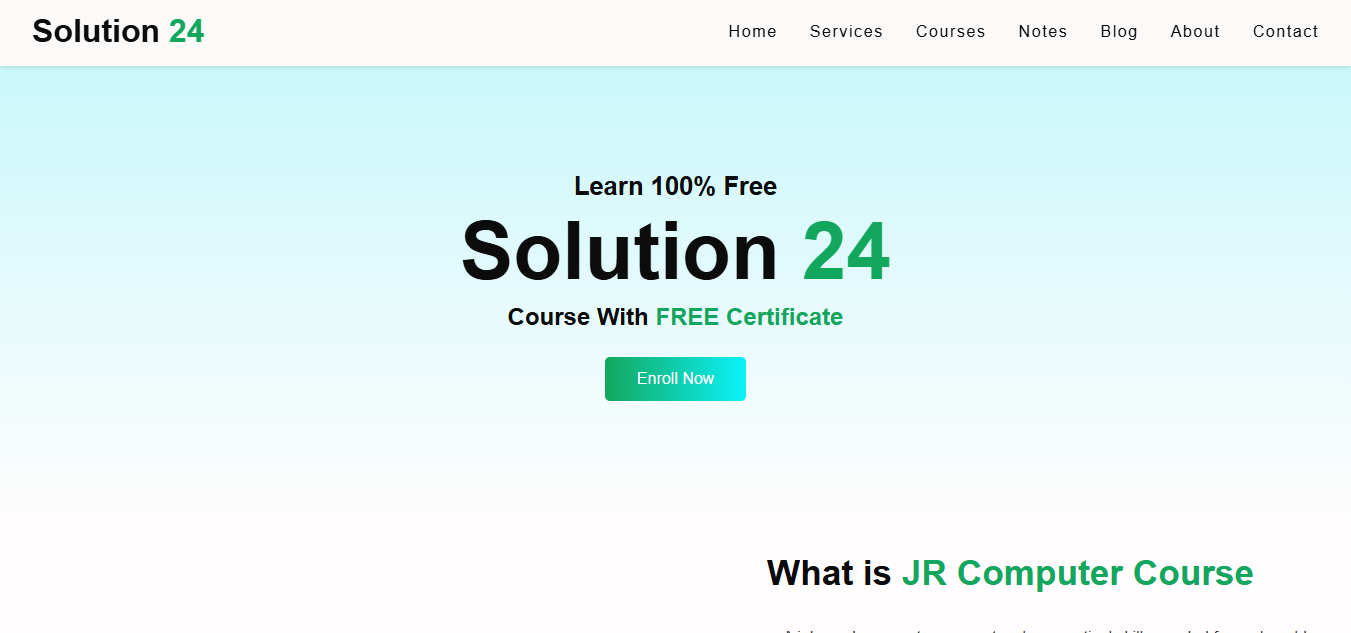 Solution 24
Home Services Courses Notes Blog About Contact
Learn 100% Free
Solution 24
Course With FREE Certificate
Enroll Now
What is JR Computer Course